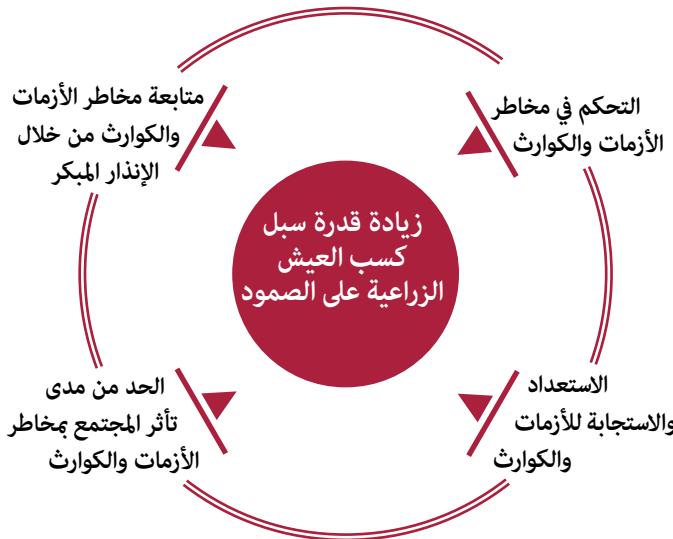 التحكم في مخاطر
الأزمات والكوارث
متابعة مخاطر الأزمات
والكوارث من خلال
الإنذار المبكر
زيادة قدرة سبل
كسب العيش
الزراعية على الصمود
الاستعداد
والاستجابة للأزمات
والكوارث
الحد من مدى
تأثر المجتمع بمخاطر
الأزمات والكوارث